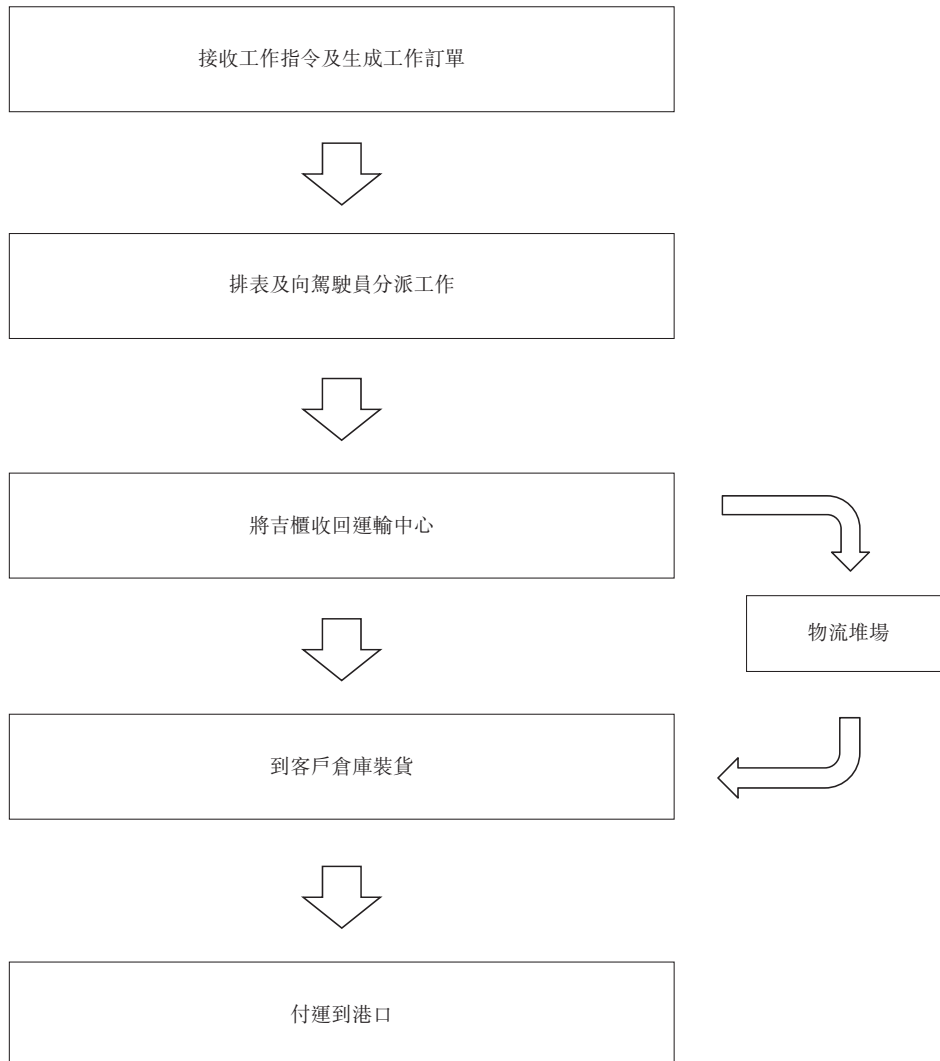 接收工作指令及生成工作訂單
排表及向駕駛員分派工作
將吉櫃收回運輸中心
物流堆場
到客戶倉庫裝貨
付運到港口